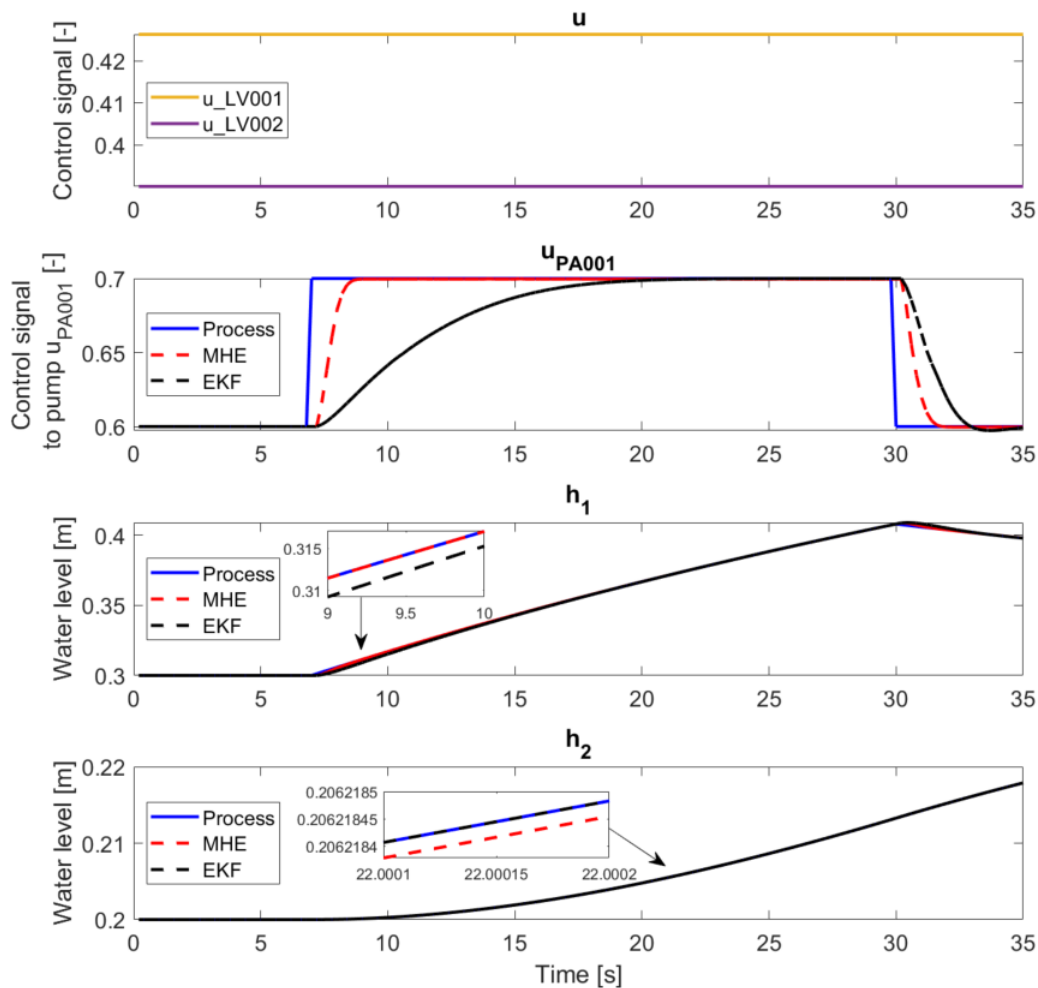 u
Control signal [-]
0.42
0.41
0.4
u_LV001
u_LV002
0 5 10 15 20 25 30 35
u_PA001
Control signal
to pump u_PA001 [-]
0.7
0.65
0.6
Process
MHE
EKF
0 5 10 15 20 25 30 35
h_1
Water level [m]
0.4
0.35
0.3
Process
MHE
EKF
0.315
0.31
9 9.5 10
0 5 10 15 20 25 30 35
h_2
Water level [m]
0.22
0.21
0.2
Process
MHE
EKF
0.2062185
0.20621845
0.2062184
22.0001 22.00015 22.0002
0 5 10 15 20 25 30 35
Time [s]